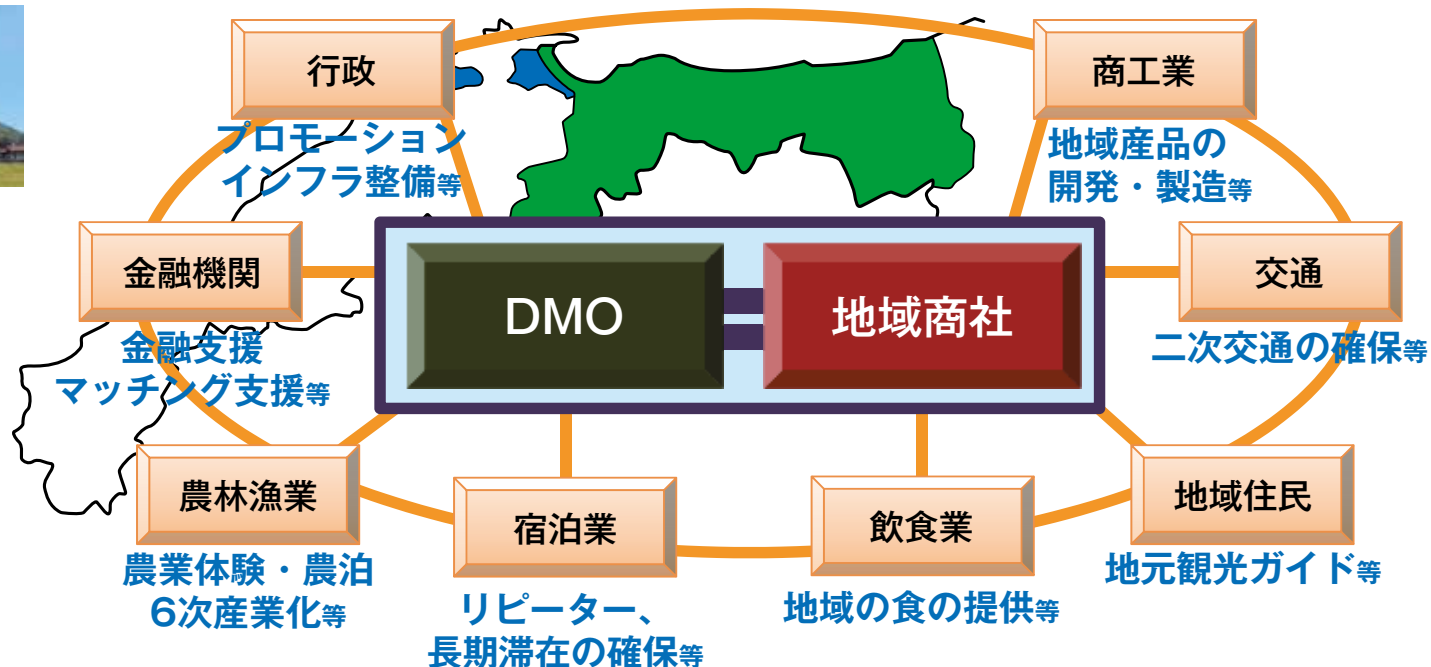 行政
プロモーション
インフラ整備等
商工業
地域産品の
開発・製造等
金融機関
金融支援
マッチング支援等
DMO
地域商社
交通
二次交通の確保等
農林漁業
農業体験・農泊
6次産業化等
宿泊業
リピーター、
長期滞在の確保等
飲食業
地域の食の提供等
地域住民
地元観光ガイド等